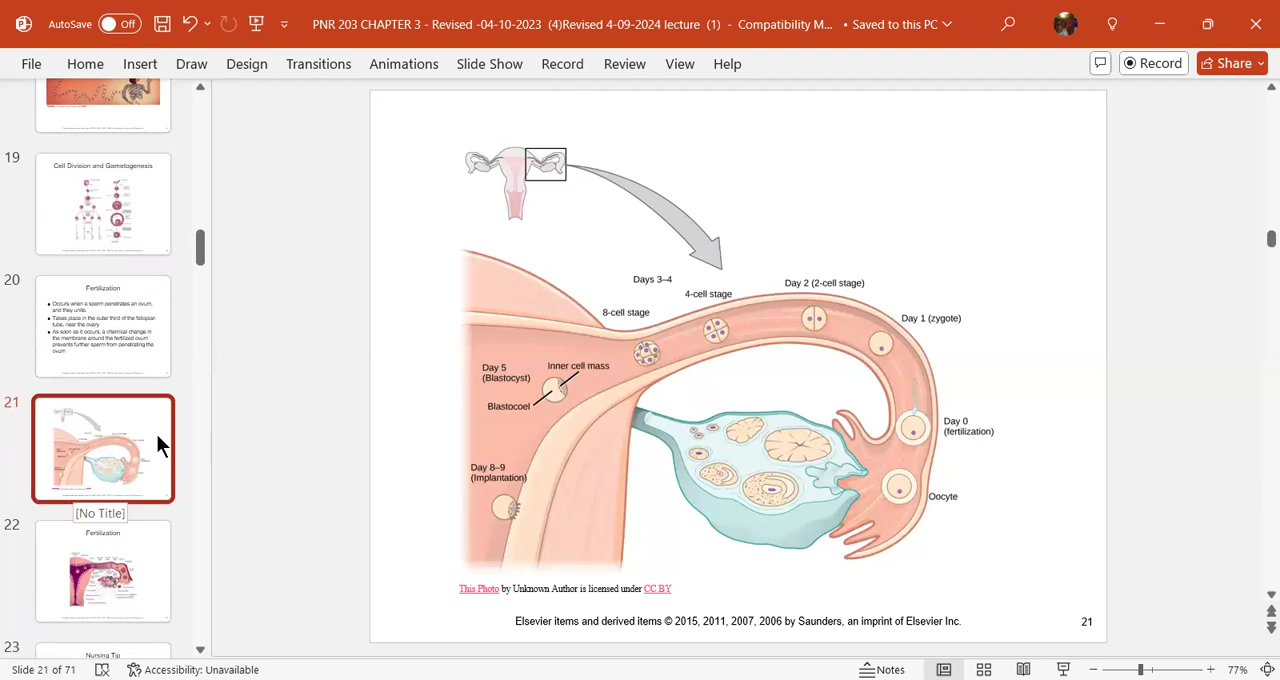 AutoSave Off PNR 203 CHAPTER 3 - Revised -04-10-2023 (4)Revised 4-09-2024 lecture (1) - Compatibility M... • Saved to this PC
File Home Insert Draw Design Transitions Animations Slide Show Record Review View Help Record Share
19
Cell Division and Gametogenesis
20
Fertilization
Occurs when a sperm penetrates an ovum and they unite.
Takes place in the outer third of the fallopian tube, near the ovary
As soon as it occurs, a chemical change in the membrane around the fertilized ovum prevents further sperm from penetrating the ovum
21
[No Title]
22
Fertilization
23
Nursing Tip
Days 3–4
Day 2 (2-cell stage)
4-cell stage
8-cell stage
Day 1 (zygote)
Day 5
(Blastocyst)
Inner cell mass
Blastocoel
Day 0
(fertilization)
Day 8–9
(Implantation)
Oocyte
This Photo by Unknown Author is licensed under CC BY
Elsevier items and derived items © 2015, 2011, 2007, 2006 by Saunders, an imprint of Elsevier Inc.
21
Slide 21 of 71 Accessibility: Unavailable Notes 77%